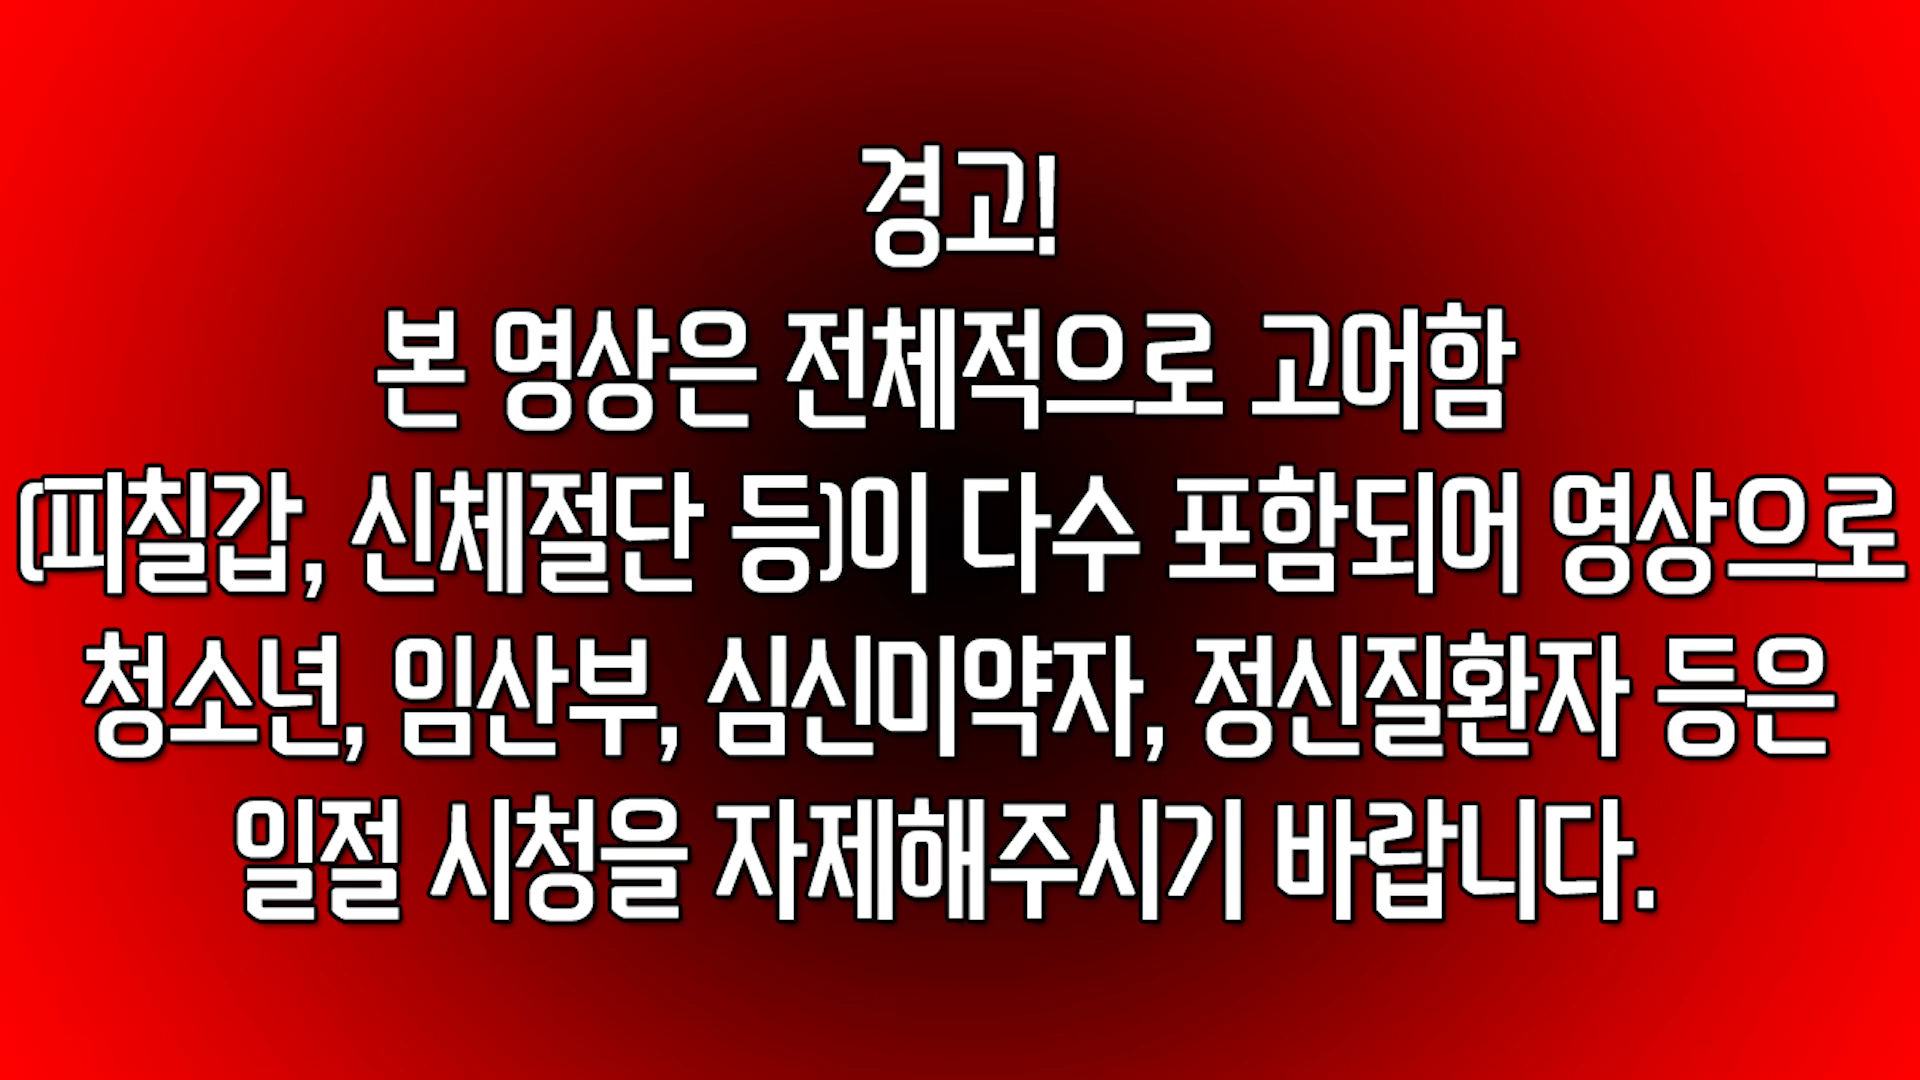 경고!
본 영상은 전체적으로 고어함
(피칠갑, 신체절단 등)이 다수 포함되어 영상으로
청소년, 임산부, 심신미약자, 정신질환자 등은
일절 시청을 자제해주시기 바랍니다.